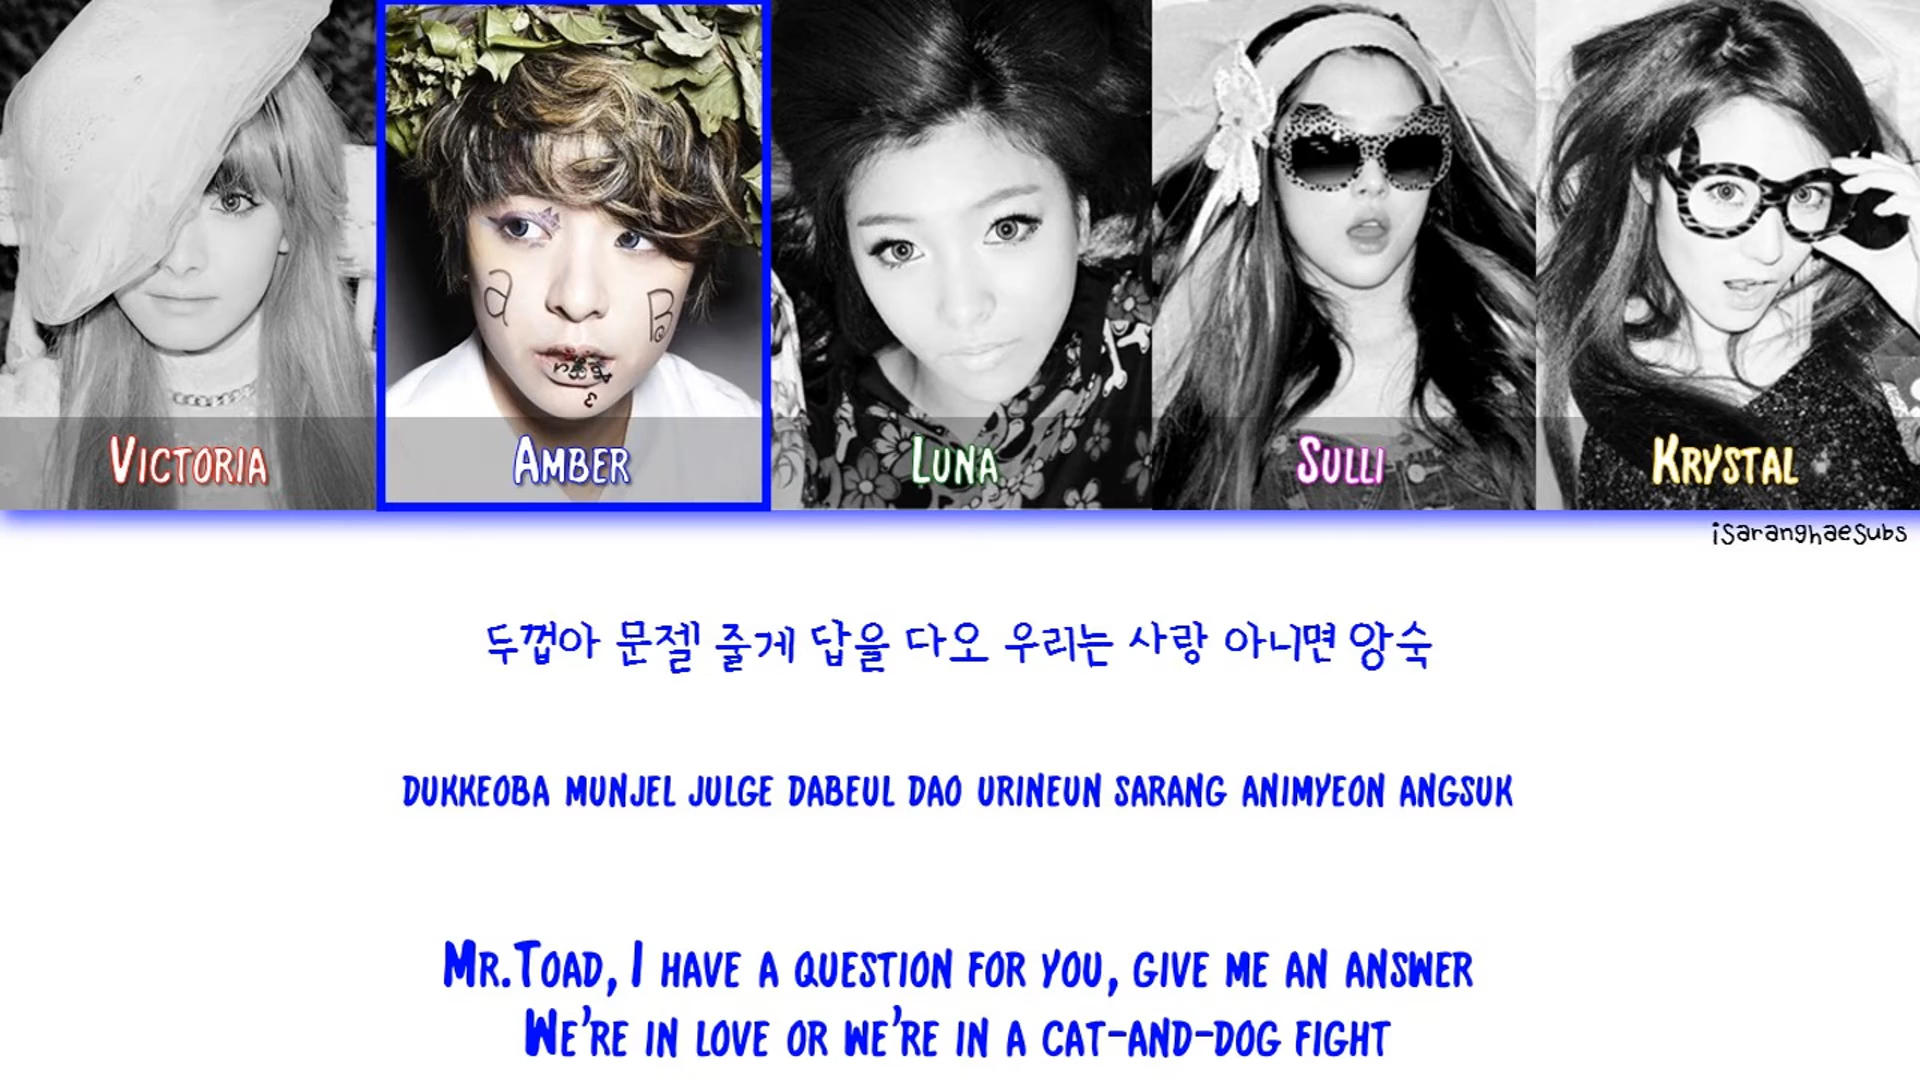 Victoria
Amber
Luna
Sulli
Krystal
iSaranghaeSubs
두껍아 문젤 줄게 답을 다오 우리는 사랑 아니면 앙숙
DUKKEOBA MUNJEL JULGE DABEUL DAO URINEUN SARANG ANIMYEON ANGSUK
Mr.Toad, I have a question for you, give me an answer
We're in love or we're in a cat-and-dog fight